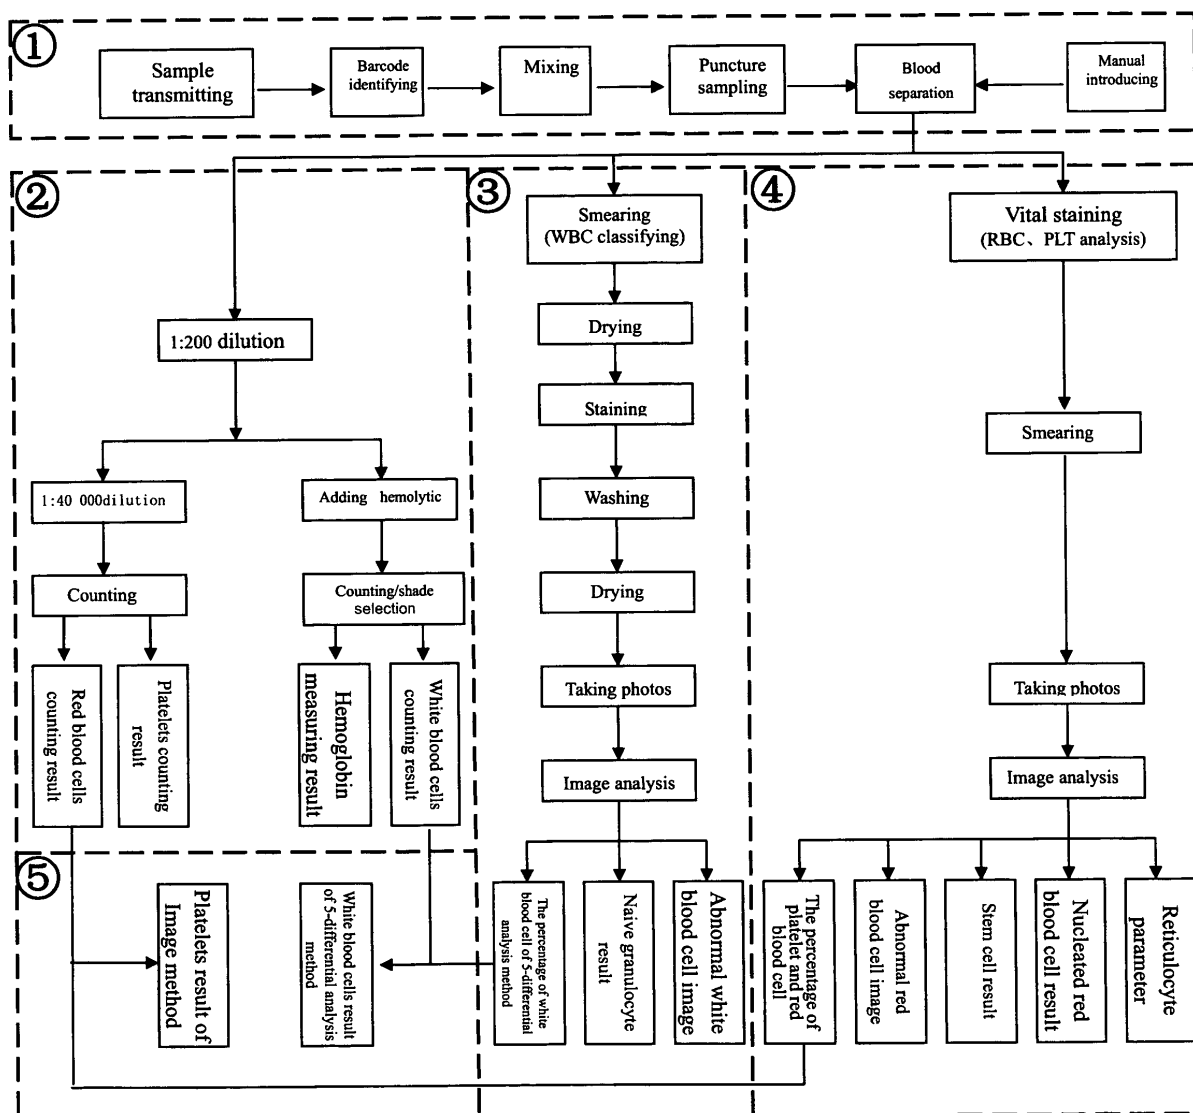 ①
Sample
transmitting
Barcode
identifying
Mixing
Puncture
sampling
Blood
separation
Manual
introducing
②
1:200 dilution
1:40 000dilution
Counting
Red blood cells
counting result
Platelets counting
result
Adding hemolytic
Counting/shade
selection
Hemoglobin
measuring result
White blood cells
counting result
③
Smearing
(WBC classifying)
Drying
Staining
Washing
Drying
Taking photos
Image analysis
The percentage of white
blood cell of 5-differential
analysis method
Naive granulocyte
result
Abnormal white
blood cell image
④
Vital staining
(RBC、PLT analysis)
Smearing
Taking photos
Image analysis
The percentage of
platelet and red
blood cell
Abnormal red
blood cell image
Stem cell result
Nucleated red
blood cell result
Reticulocyte
parameter
⑤
Platelets result of
Image method
White blood cells result
of 5-differential analysis
method